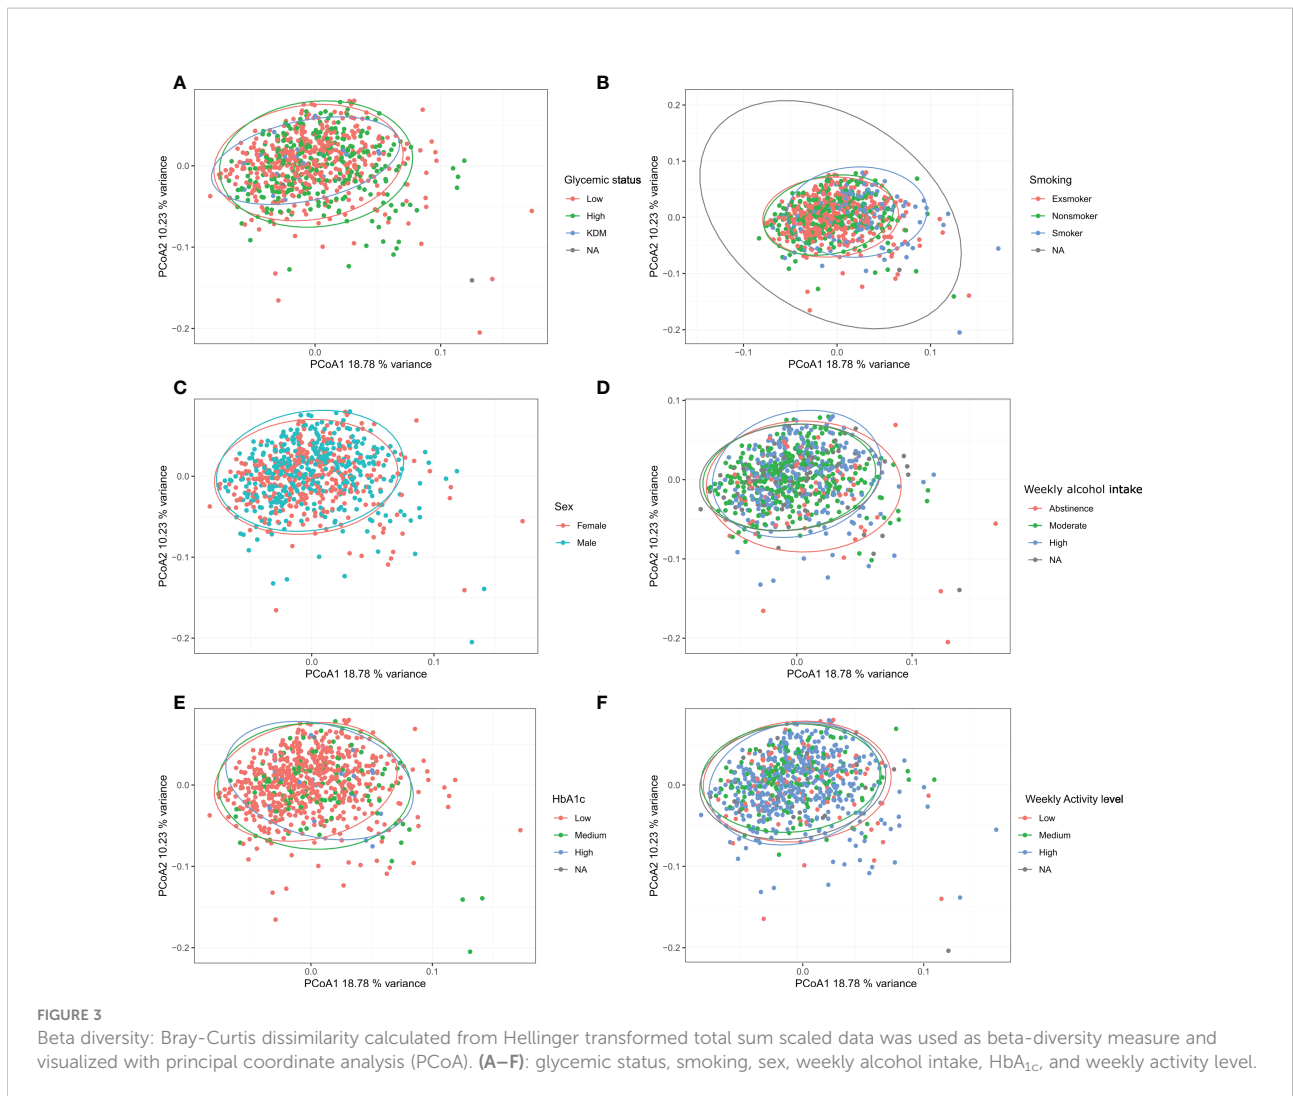 A
PCoA2 10.23 % variance
0.0
−0.1
−0.2
0.0
0.1
PCoA1 18.78 % variance
Glycemic status
Low
High
KDM
NA
B
PCoA2 10.23 % variance
0.2
0.1
0.0
−0.1
−0.2
−0.1
0.0
0.1
PCoA1 18.78 % variance
Smoking
Exsmoker
Nonsmoker
Smoker
NA
C
PCoA2 10.23 % variance
0.0
−0.1
−0.2
0.0
0.1
PCoA1 18.78 % variance
Sex
Female
Male
D
PCoA2 10.23 % variance
0.1
0.0
−0.1
−0.2
0.0
0.1
PCoA1 18.78 % variance
Weekly alcohol intake
Abstinence
Moderate
High
NA
E
PCoA2 10.23 % variance
0.0
−0.1
−0.2
0.0
0.1
PCoA1 18.78 % variance
HbA1c
Low
Medium
High
NA
F
PCoA2 10.23 % variance
0.0
−0.1
−0.2
0.0
0.1
PCoA1 18.78 % variance
Weekly Activity level
Low
Medium
High
NA
FIGURE 3
Beta diversity: Bray-Curtis dissimilarity calculated from Hellinger transformed total sum scaled data was used as beta-diversity measure and
visualized with principal coordinate analysis (PCoA). (A–F): glycemic status, smoking, sex, weekly alcohol intake, HbA1c, and weekly activity level.